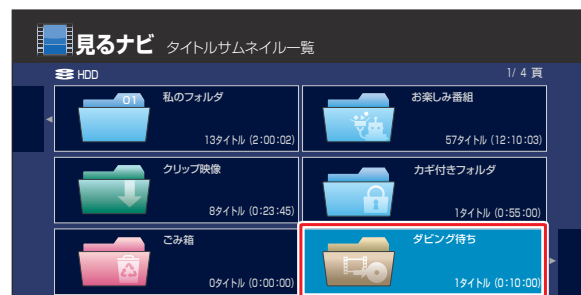 見るナビ タイトルサムネイル一覧
HDD 1/ 4 頁
01 私のフォルダ
13タイトル (2:00:02)
お楽しみ番組
57タイトル (12:10:03)
クリップ映像
8タイトル (0:23:45)
カギ付きフォルダ
1タイトル (0:55:00)
ごみ箱
0タイトル (0:00:00)
ダビング待ち
1タイトル (0:10:00)